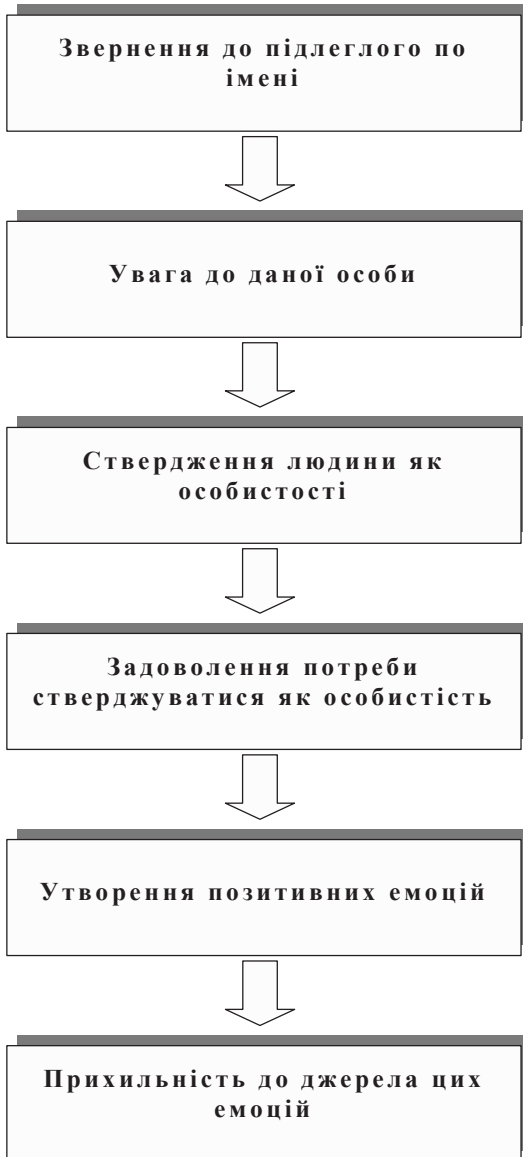 Звернення до підлеглого по
імені
Увага до даної особи
Ствердження людини як
особистості
Задоволення потреби
стверджуватися як особистість
Утворення позитивних емоцій
Прихильність до джерела цих
емоцій